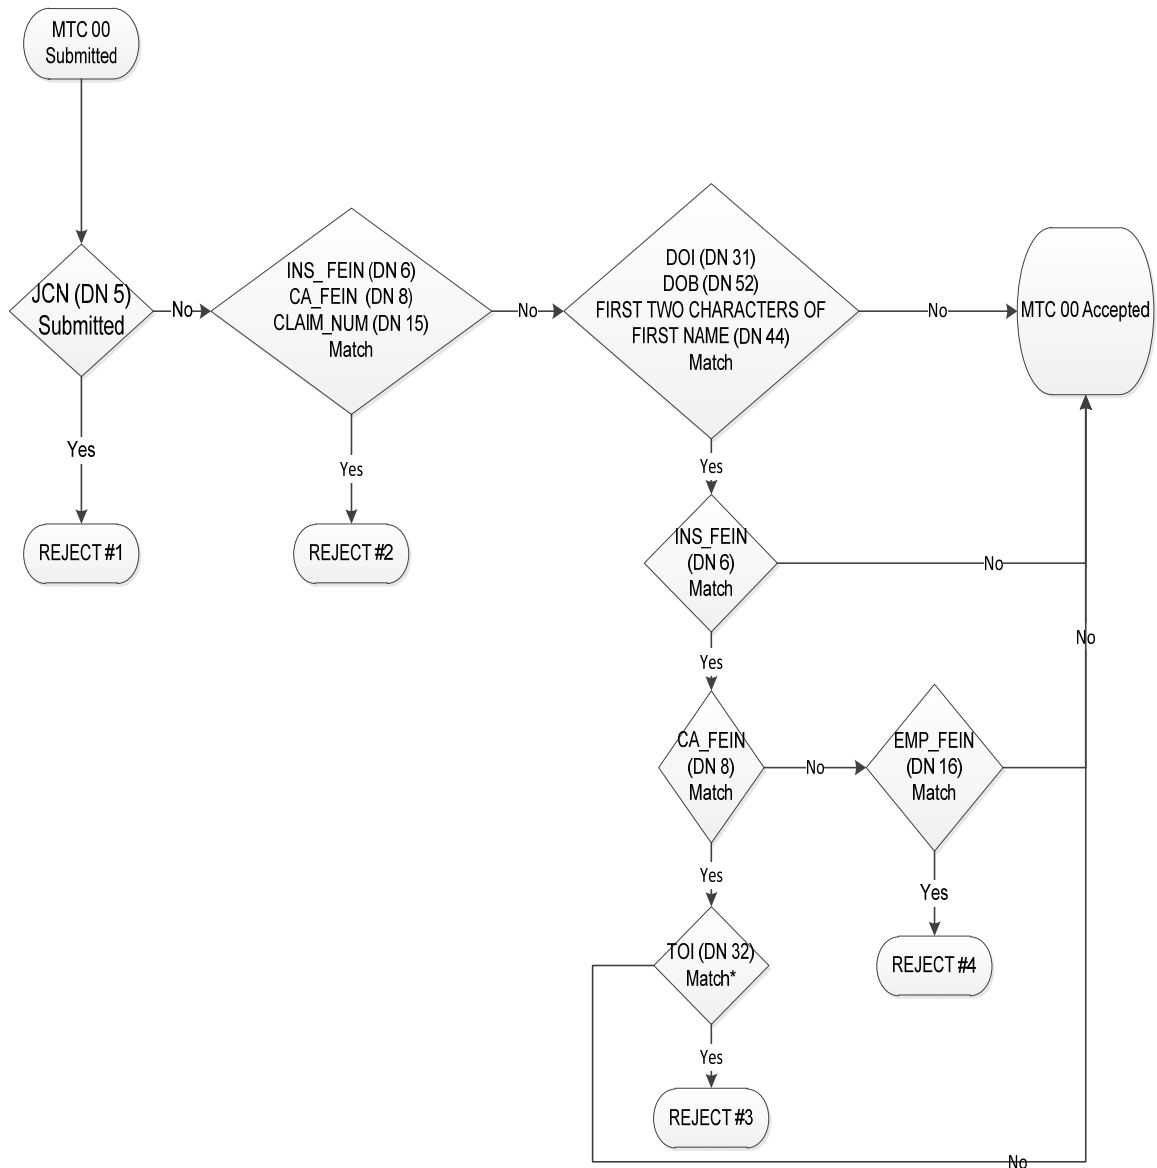 MTC 00
Submitted
JCN (DN 5)
Submitted
No
INS_ FEIN (DN 6)
CA_FEIN (DN 8)
CLAIM_NUM (DN 15)
Match
No
DOI (DN 31)
DOB (DN 52)
FIRST TWO CHARACTERS OF
FIRST NAME (DN 44)
Match
No
MTC 00 Accepted
Yes
REJECT #1
Yes
REJECT #2
Yes
INS_FEIN
(DN 6)
Match
No
Yes
No
CA_FEIN
(DN 8)
Match
No
EMP_FEIN
(DN 16)
Match
Yes
Yes
REJECT #4
TOI (DN 32)
Match*
Yes
REJECT #3
No